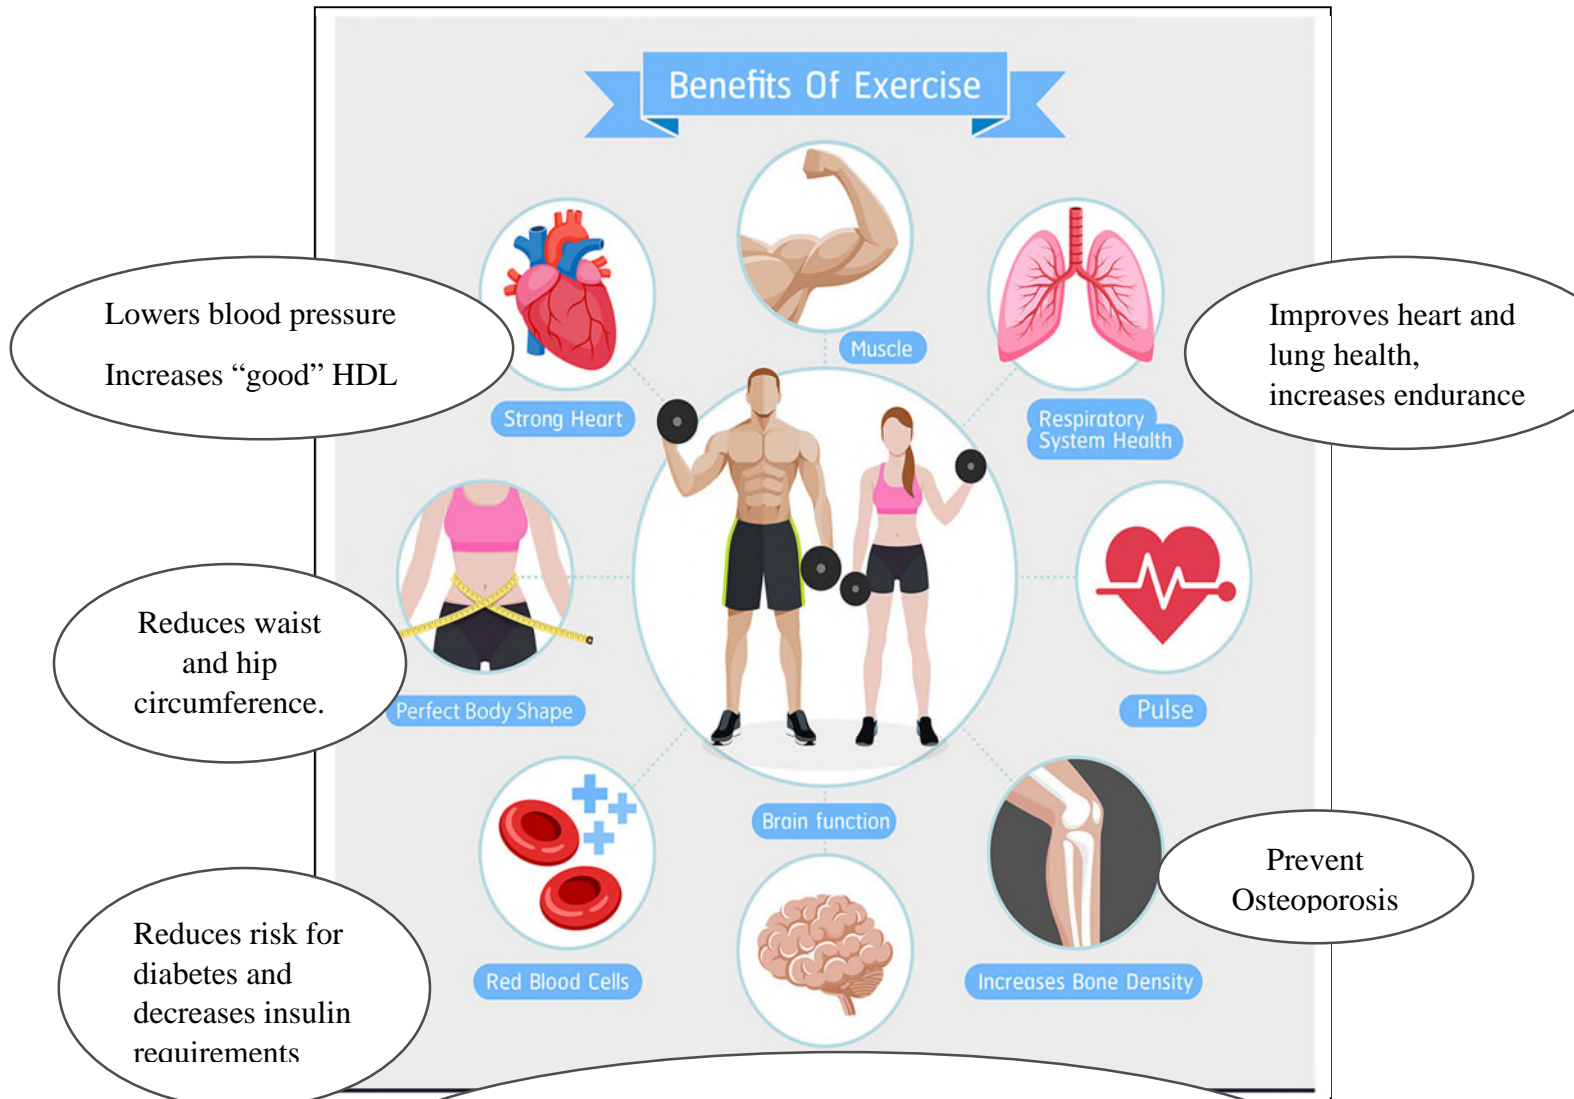 Benefits Of Exercise
Muscle
Lowers blood pressure
Increases “good” HDL
Strong Heart
Respiratory
System Health
Improves heart and
lung health,
increases endurance
Reduces waist
and hip
circumference.
Perfect Body Shape
Pulse
Brain function
Prevent
Osteoporosis
Reduces risk for
diabetes and
decreases insulin
requirements
Red Blood Cells
Increases Bone Density